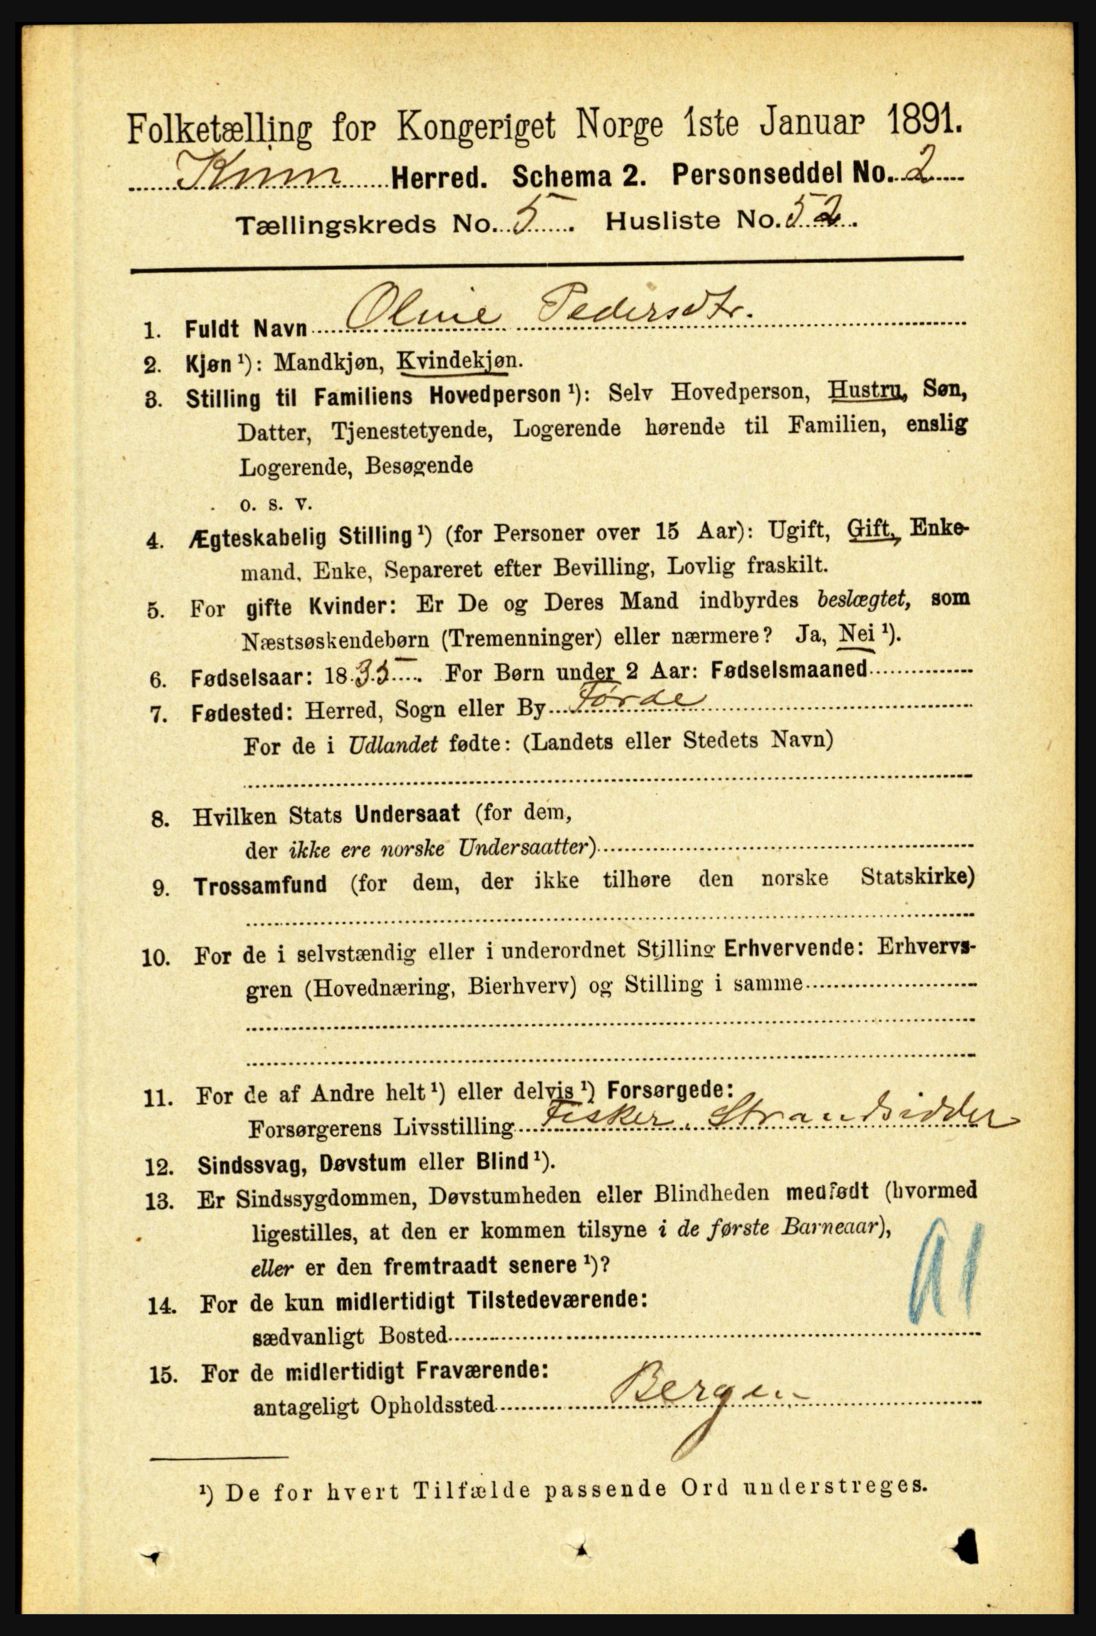 Folketælling for Kongeriget Norge 1ste Januar 1891.
Kinn Herred. Schema 2. Personseddel No. 2
Tællingskreds No. 5. Husliste No. 52.
1. Fuldt Navn Oline Pedersdtr.
2. Kjøn ¹): Mandkjøn, Kvindekjøn.
3. Stilling til Familiens Hovedperson ¹): Selv Hovedperson, Hustru, Søn,
Datter, Tjenestetyende, Logerende hørende til Familien, enslig
Logerende, Besøgende
o. s. v.
4. Ægteskabelig Stilling ¹) (for Personer over 15 Aar): Ugift, Gift, Enke-
mand, Enke, Separeret efter Bevilling, Lovlig fraskilt.
5. For gifte Kvinder: Er De og Deres Mand indbyrdes beslægtet, som
Næstsøskendebørn (Tremenninger) eller nærmere? Ja, Nei ¹).
6. Fødselsaar: 1835. For Børn under 2 Aar: Fødselsmaaned
7. Fødested: Herred, Sogn eller By Førde
For de i Udlandet fødte: (Landets eller Stedets Navn)
8. Hvilken Stats Undersaat (for dem,
der ikke ere norske Undersaatter)
9. Trossamfund (for dem, der ikke tilhøre den norske Statskirke)
10. For de i selvstændig eller i underordnet Stilling Erhvervende: Erhvervs-
gren (Hovednæring, Bierhverv) og Stilling i samme
11. For de af Andre helt ¹) eller delvis ¹) Forsørgede:
Forsørgerens Livsstilling Fisker, Strandsidder
12. Sindssvag, Døvstum eller Blind ¹).
13. Er Sindssygdommen, Døvstumheden eller Blindheden medfødt (hvormed
ligestilles, at den er kommen tilsyne i de første Barneaar),
eller er den fremtraadt senere ¹)?
14. For de kun midlertidigt Tilstedeværende:
sædvanligt Bosted
15. For de midlertidigt Fraværende:
antageligt Opholdssted Bergen
¹) De for hvert Tilfælde passende Ord understreges.